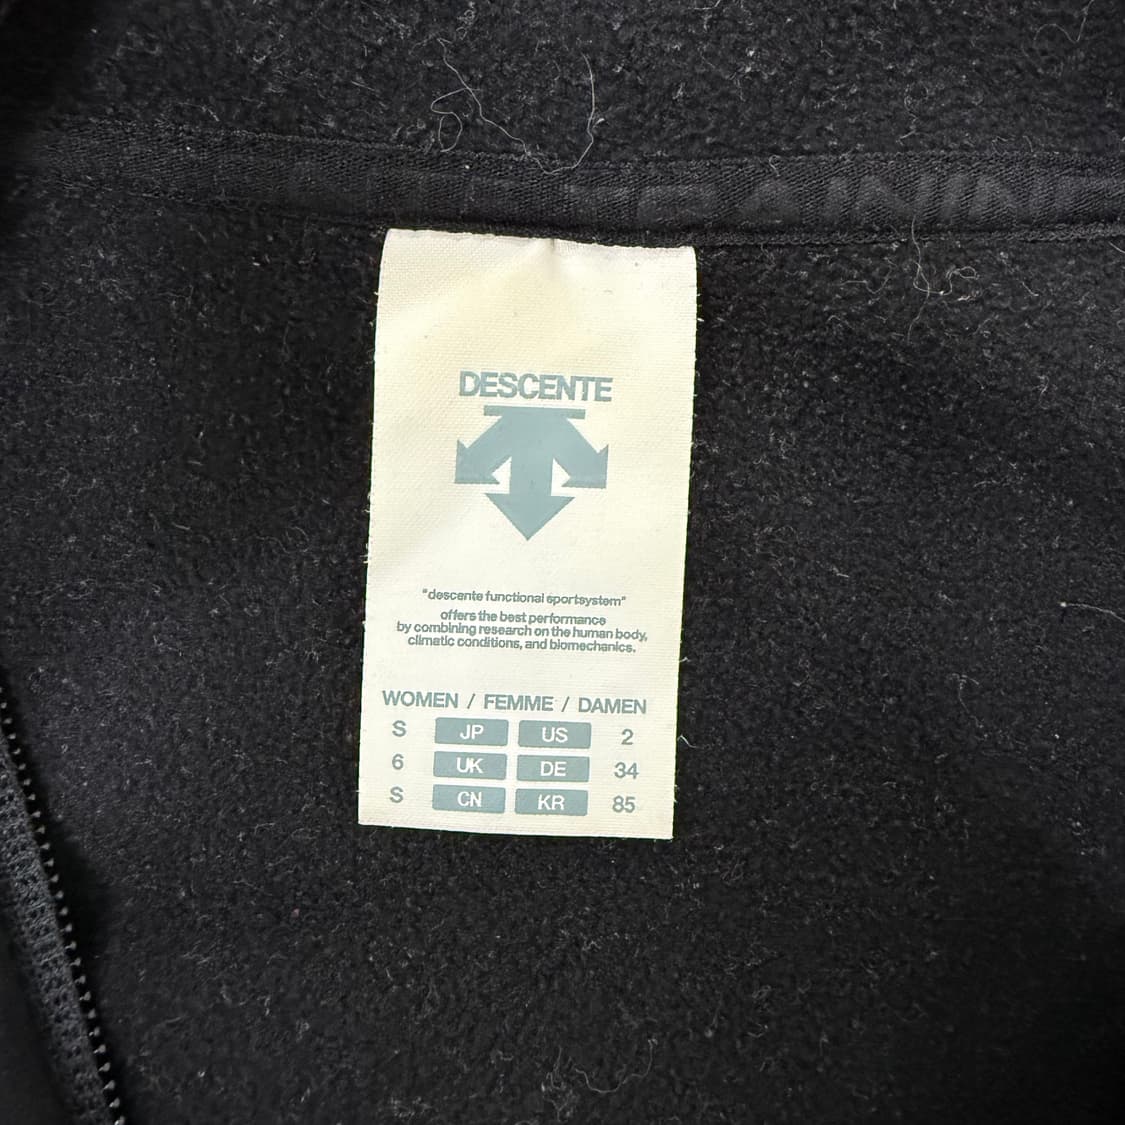 TRAINING
DESCENTE
"descente functional sportsystem"
offers the best performance
by combining research on the human body,
climatic conditions, and biomechanics.
WOMEN / FEMME / DAMEN
S JP US 2
6 UK DE 34
S CN KR 85